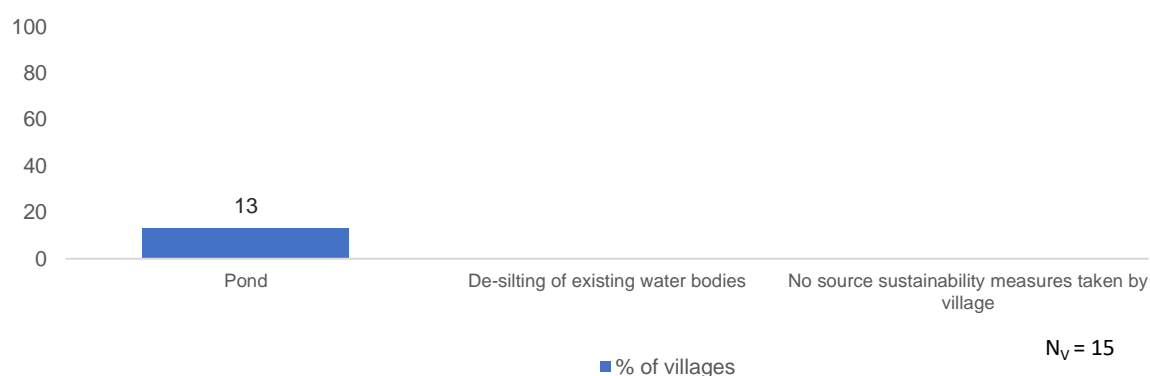 100
80
60
40
20
0
13
Pond
De-silting of existing water bodies
No source sustainability measures taken by
village
N_V = 15
% of villages